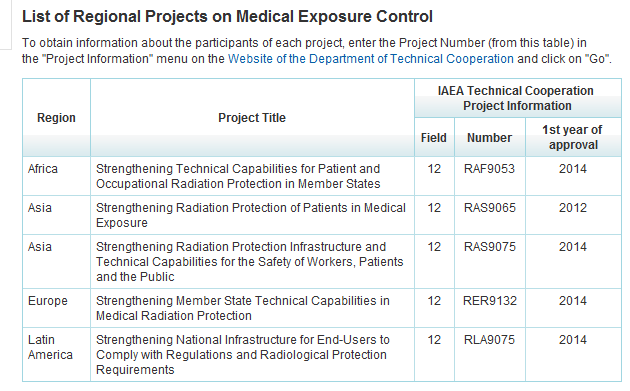 List of Regional Projects on Medical Exposure Control
To obtain information about the participants of each project, enter the Project Number (from this table) in
the "Project Information" menu on the Website of the Department of Technical Cooperation and click on "Go".
Region
Project Title
IAEA Technical Cooperation
Project Information
Field
Number
1st year of
approval
Africa
Strengthening Technical Capabilities for Patient and
Occupational Radiation Protection in Member States
12
RAF9053
2014
Asia
Strengthening Radiation Protection of Patients in Medical
Exposure
12
RAS9065
2012
Asia
Strengthening Radiation Protection Infrastructure and
Technical Capabilities for the Safety of Workers, Patients
and the Public
12
RAS9075
2014
Europe
Strengthening Member State Technical Capabilities in
Medical Radiation Protection
12
RER9132
2014
Latin
America
Strengthening National Infrastructure for End-Users to
Comply with Regulations and Radiological Protection
Requirements
12
RLA9075
2014